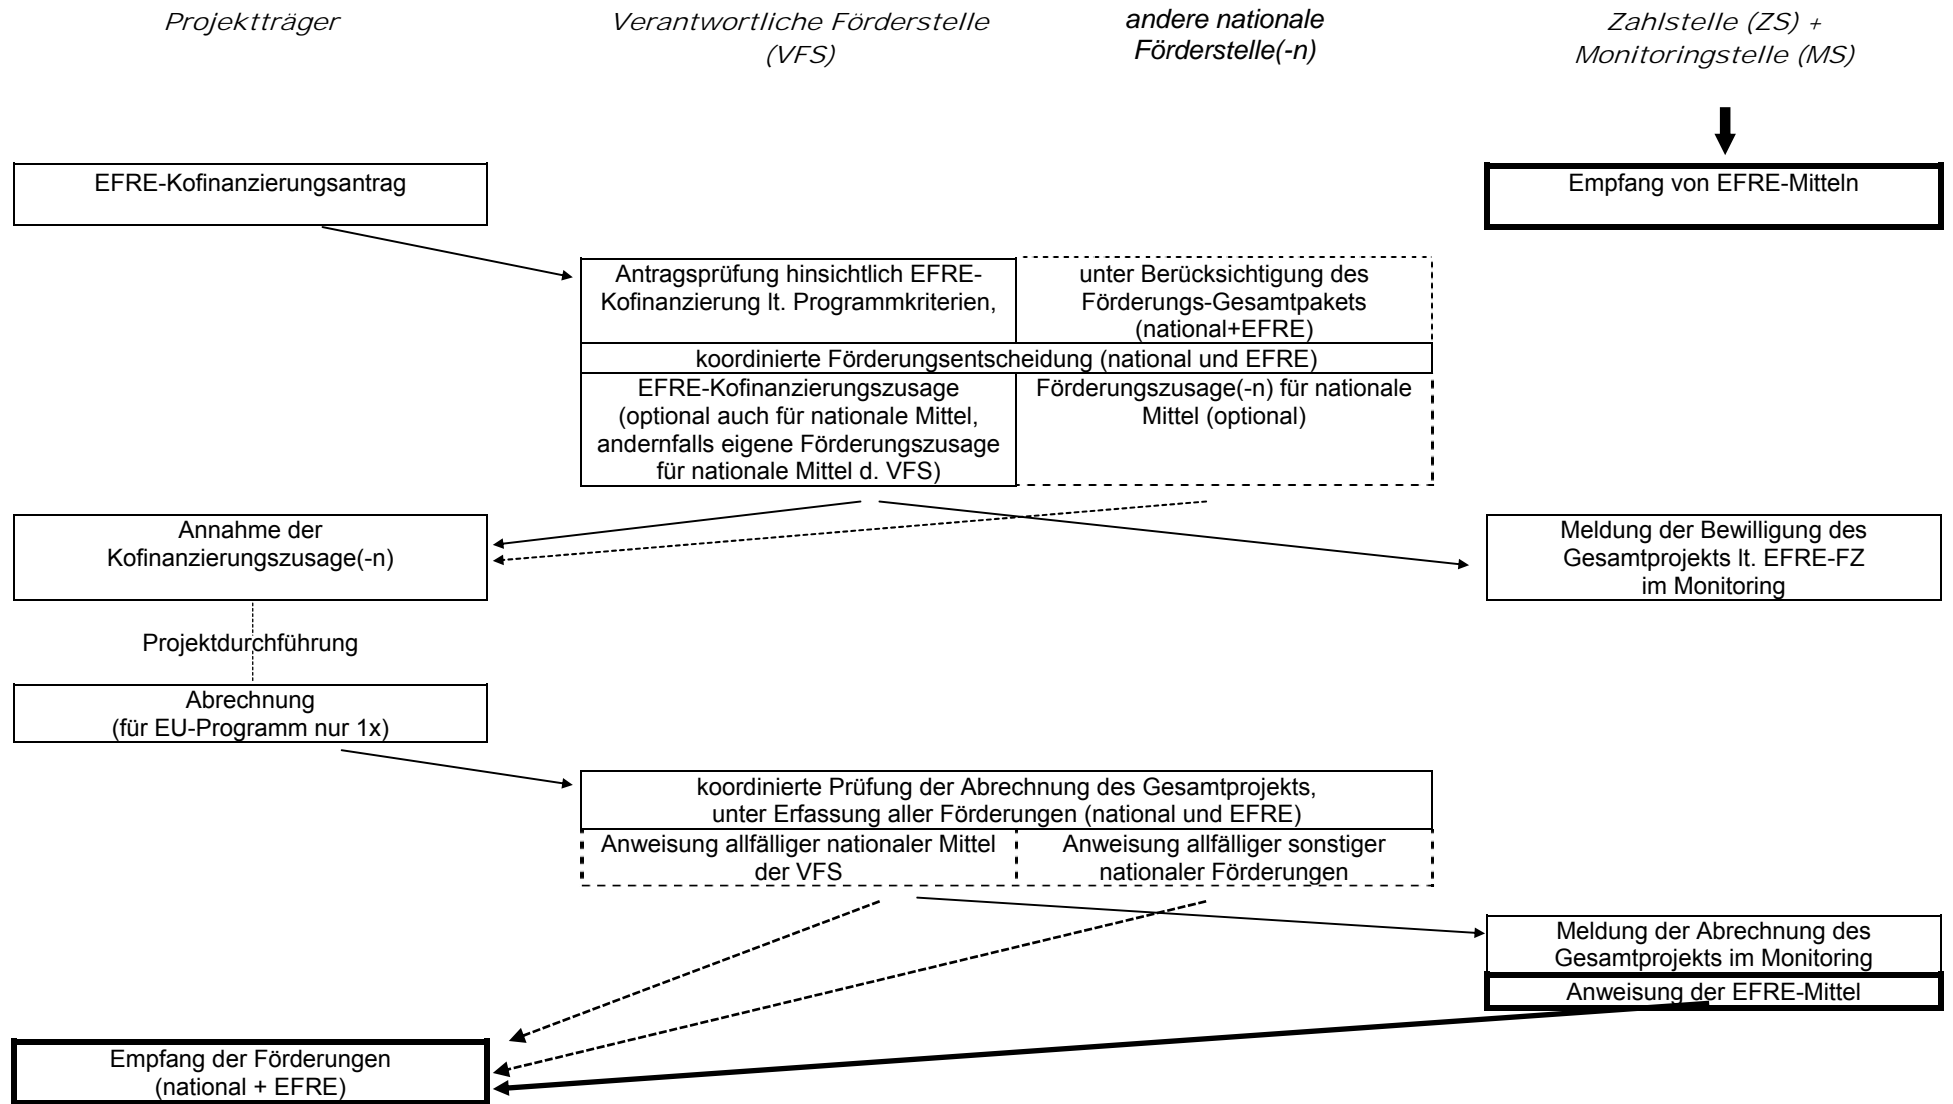 Projektträger
Verantwortliche Förderstelle
(VFS)
andere nationale
Förderstelle(-n)
Zahlstelle (ZS) +
Monitoringstelle (MS)
EFRE-Kofinanzierungsantrag
Empfang von EFRE-Mitteln
Antragsprüfung hinsichtlich EFRE-
Kofinanzierung lt. Programmkriterien,
unter Berücksichtigung des
Förderungs-Gesamtpakets
(national+EFRE)
koordinierte Förderungsentscheidung (national und EFRE)
EFRE-Kofinanzierungszusage
(optional auch für nationale Mittel,
andernfalls eigene Förderungszusage
für nationale Mittel d. VFS)
Förderungszusage(-n) für nationale
Mittel (optional)
Annahme der
Kofinanzierungszusage(-n)
Meldung der Bewilligung des
Gesamtprojekts lt. EFRE-FZ
im Monitoring
Projektdurchführung
Abrechnung
(für EU-Programm nur 1x)
koordinierte Prüfung der Abrechnung des Gesamtprojekts,
unter Erfassung aller Förderungen (national und EFRE)
Anweisung allfälliger nationaler Mittel
der VFS
Anweisung allfälliger sonstiger
nationaler Förderungen
Meldung der Abrechnung des
Gesamtprojekts im Monitoring
Anweisung der EFRE-Mittel
Empfang der Förderungen
(national + EFRE)